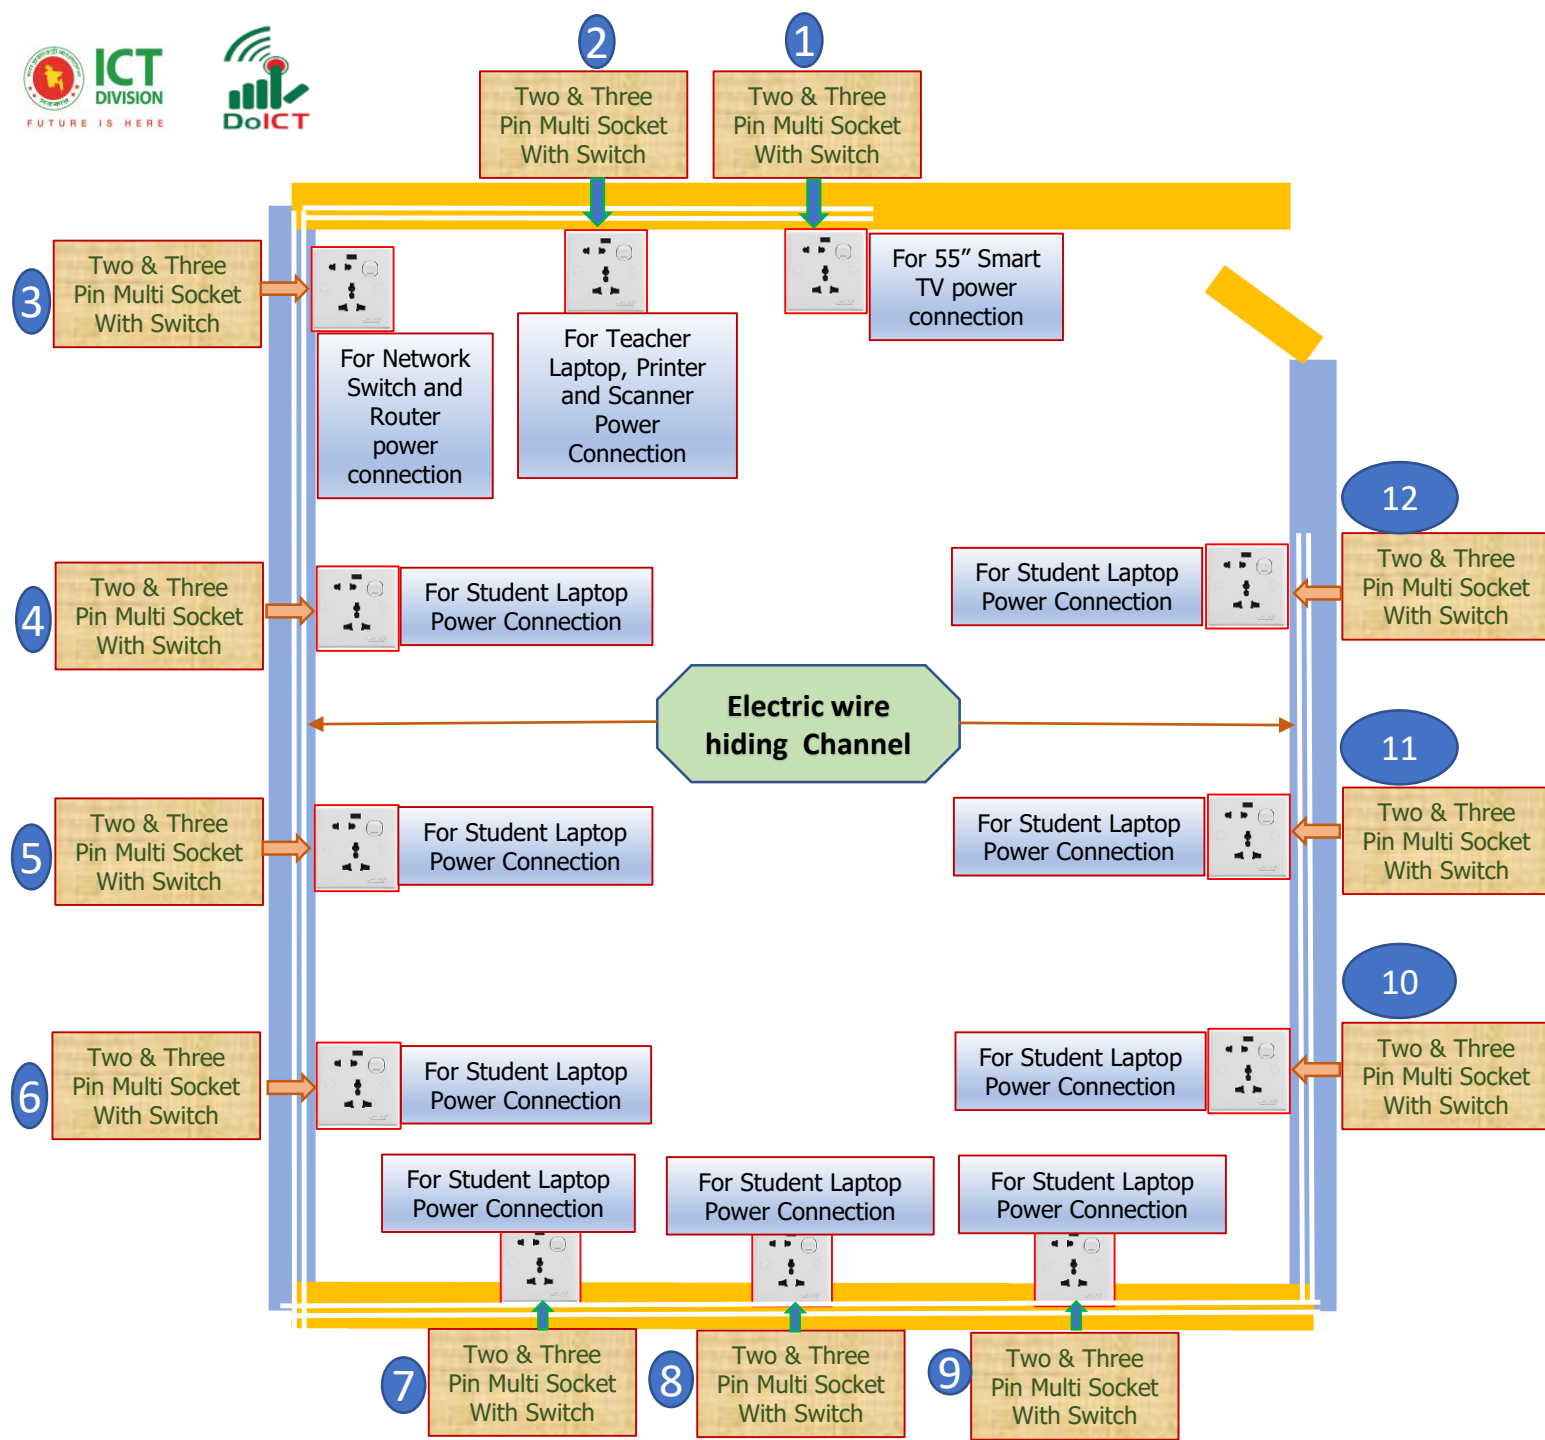 ICT
DIVISION
FUTURE IS HERE
DoICT
2
1
Two & Three
Pin Multi Socket
With Switch
Two & Three
Pin Multi Socket
With Switch
3
Two & Three
Pin Multi Socket
With Switch
For 55″ Smart
TV power
connection
For Teacher
Laptop, Printer
and Scanner
Power
Connection
For Network
Switch and
Router
power
connection
12
4
Two & Three
Pin Multi Socket
With Switch
For Student Laptop
Power Connection
For Student Laptop
Power Connection
Two & Three
Pin Multi Socket
With Switch
Electric wire
hiding Channel
11
5
Two & Three
Pin Multi Socket
With Switch
For Student Laptop
Power Connection
For Student Laptop
Power Connection
Two & Three
Pin Multi Socket
With Switch
10
6
Two & Three
Pin Multi Socket
With Switch
For Student Laptop
Power Connection
For Student Laptop
Power Connection
Two & Three
Pin Multi Socket
With Switch
For Student Laptop
Power Connection
For Student Laptop
Power Connection
For Student Laptop
Power Connection
7
Two & Three
Pin Multi Socket
With Switch
8
Two & Three
Pin Multi Socket
With Switch
9
Two & Three
Pin Multi Socket
With Switch